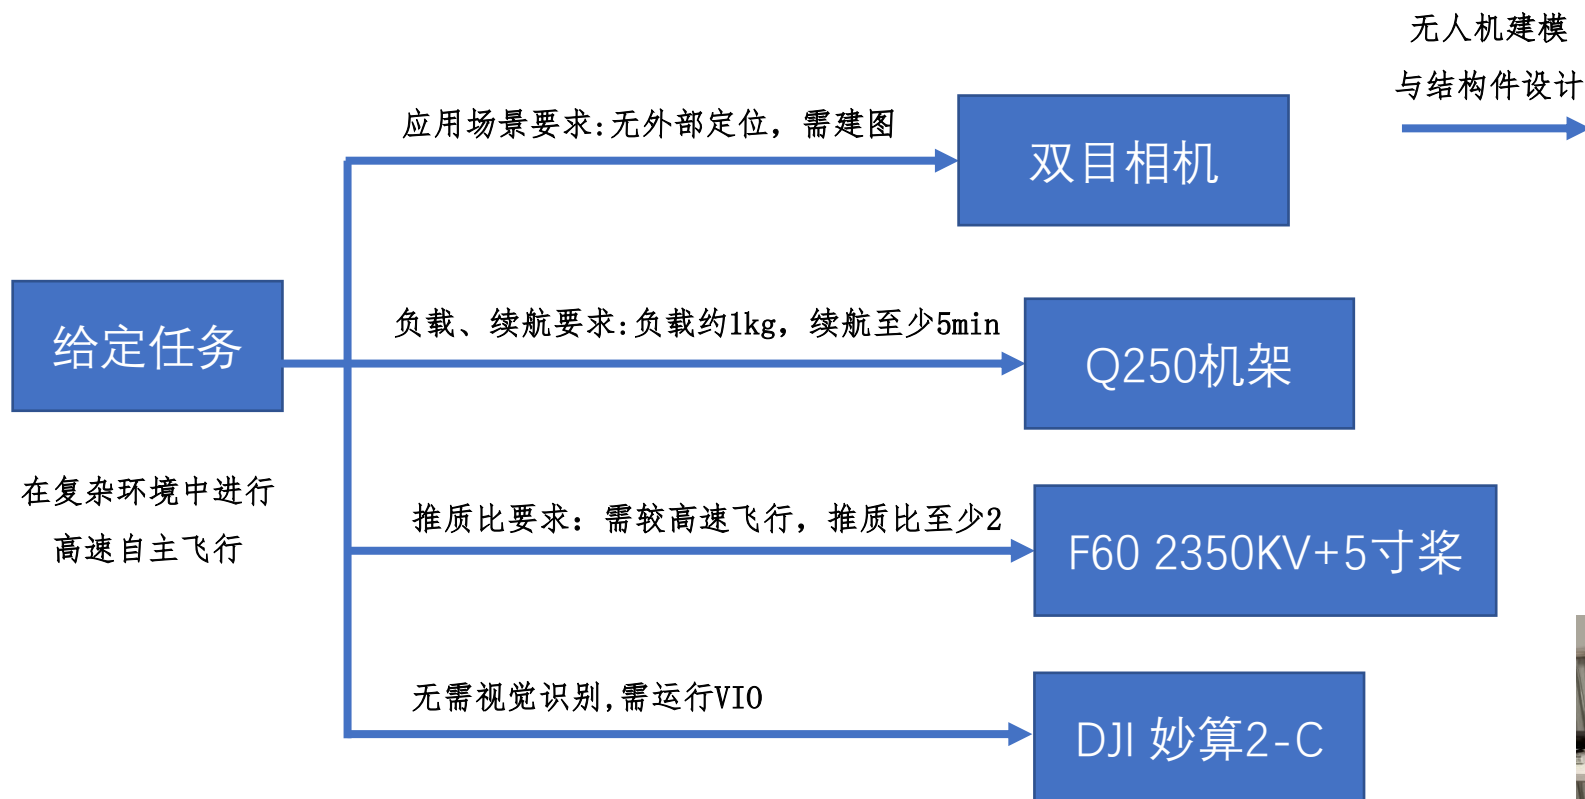 无人机建模
与结构件设计
应用场景要求:无外部定位，需建图
双目相机
负载、续航要求:负载约1kg，续航至少5min
给定任务
Q250机架
在复杂环境中进行
高速自主飞行
推质比要求：需较高速飞行，推质比至少2
F60 2350KV+5寸桨
无需视觉识别,需运行VIO
DJI 妙算2-C